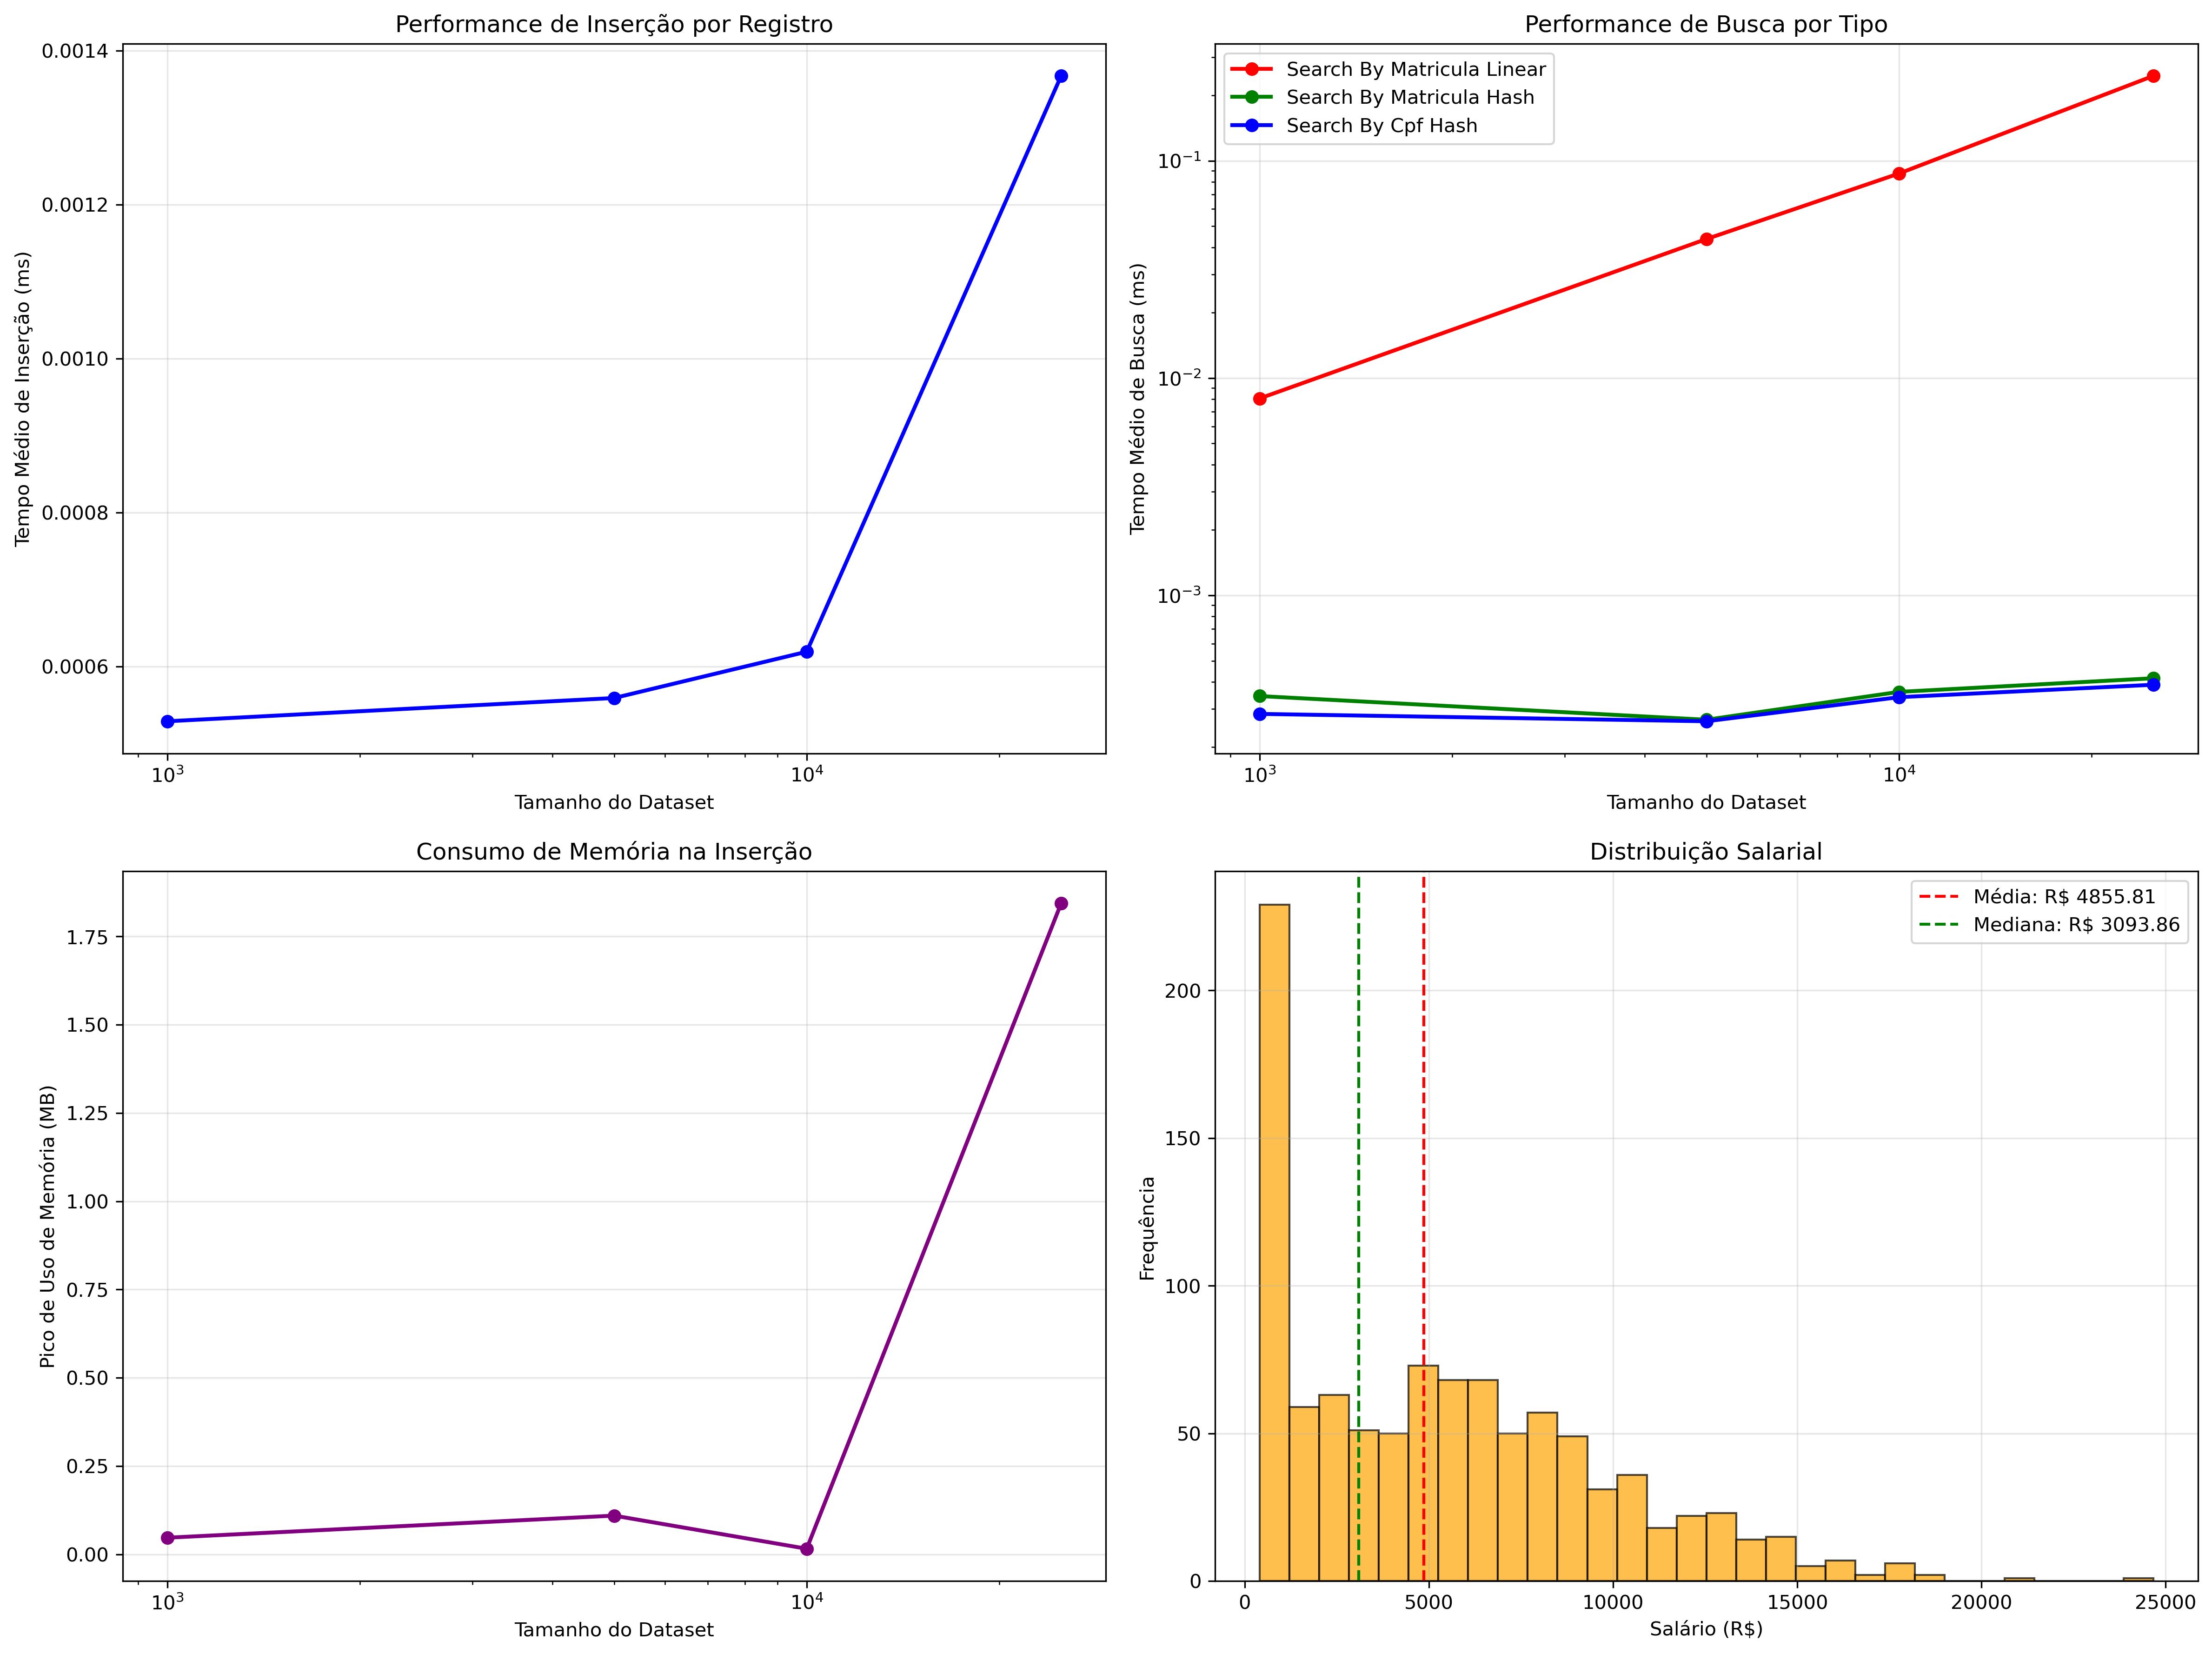 Performance de Inserção por Registro
Tempo Médio de Inserção (ms)
0.0014
0.0012
0.0010
0.0008
0.0006
10³
10⁴
Tamanho do Dataset
Performance de Busca por Tipo
Tempo Médio de Busca (ms)
Search By Matricula Linear
Search By Matricula Hash
Search By Cpf Hash
10⁻¹
10⁻²
10⁻³
10³
10⁴
Tamanho do Dataset
Consumo de Memória na Inserção
Pico de Uso de Memória (MB)
1.75
1.50
1.25
1.00
0.75
0.50
0.25
0.00
10³
10⁴
Tamanho do Dataset
Distribuição Salarial
Frequência
Média: R$ 4855.81
Mediana: R$ 3093.86
200
150
100
50
0
0
5000
10000
15000
20000
25000
Salário (R$)